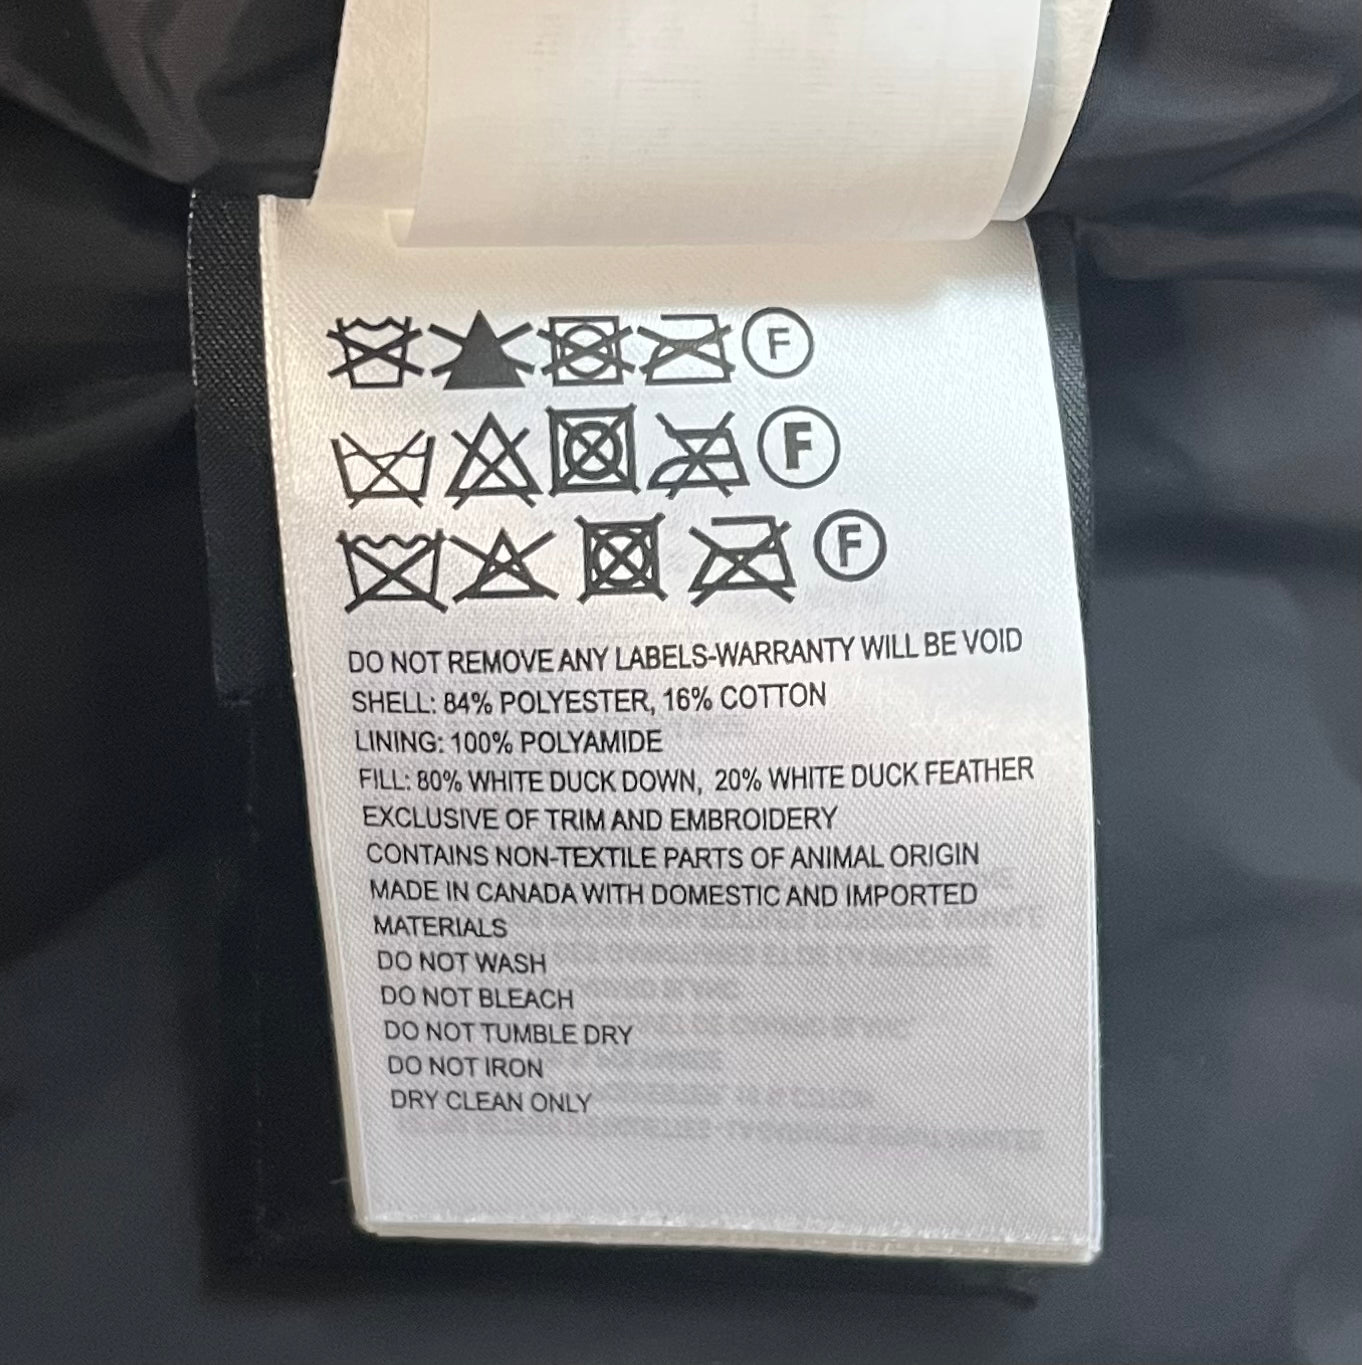 F
F
F
DO NOT REMOVE ANY LABELS-WARRANTY WILL BE VOID
SHELL: 84% POLYESTER, 16% COTTON
LINING: 100% POLYAMIDE
FILL: 80% WHITE DUCK DOWN, 20% WHITE DUCK FEATHER
EXCLUSIVE OF TRIM AND EMBROIDERY
CONTAINS NON-TEXTILE PARTS OF ANIMAL ORIGIN
MADE IN CANADA WITH DOMESTIC AND IMPORTED
MATERIALS
DO NOT WASH
DO NOT BLEACH
DO NOT TUMBLE DRY
DO NOT IRON
DRY CLEAN ONLY